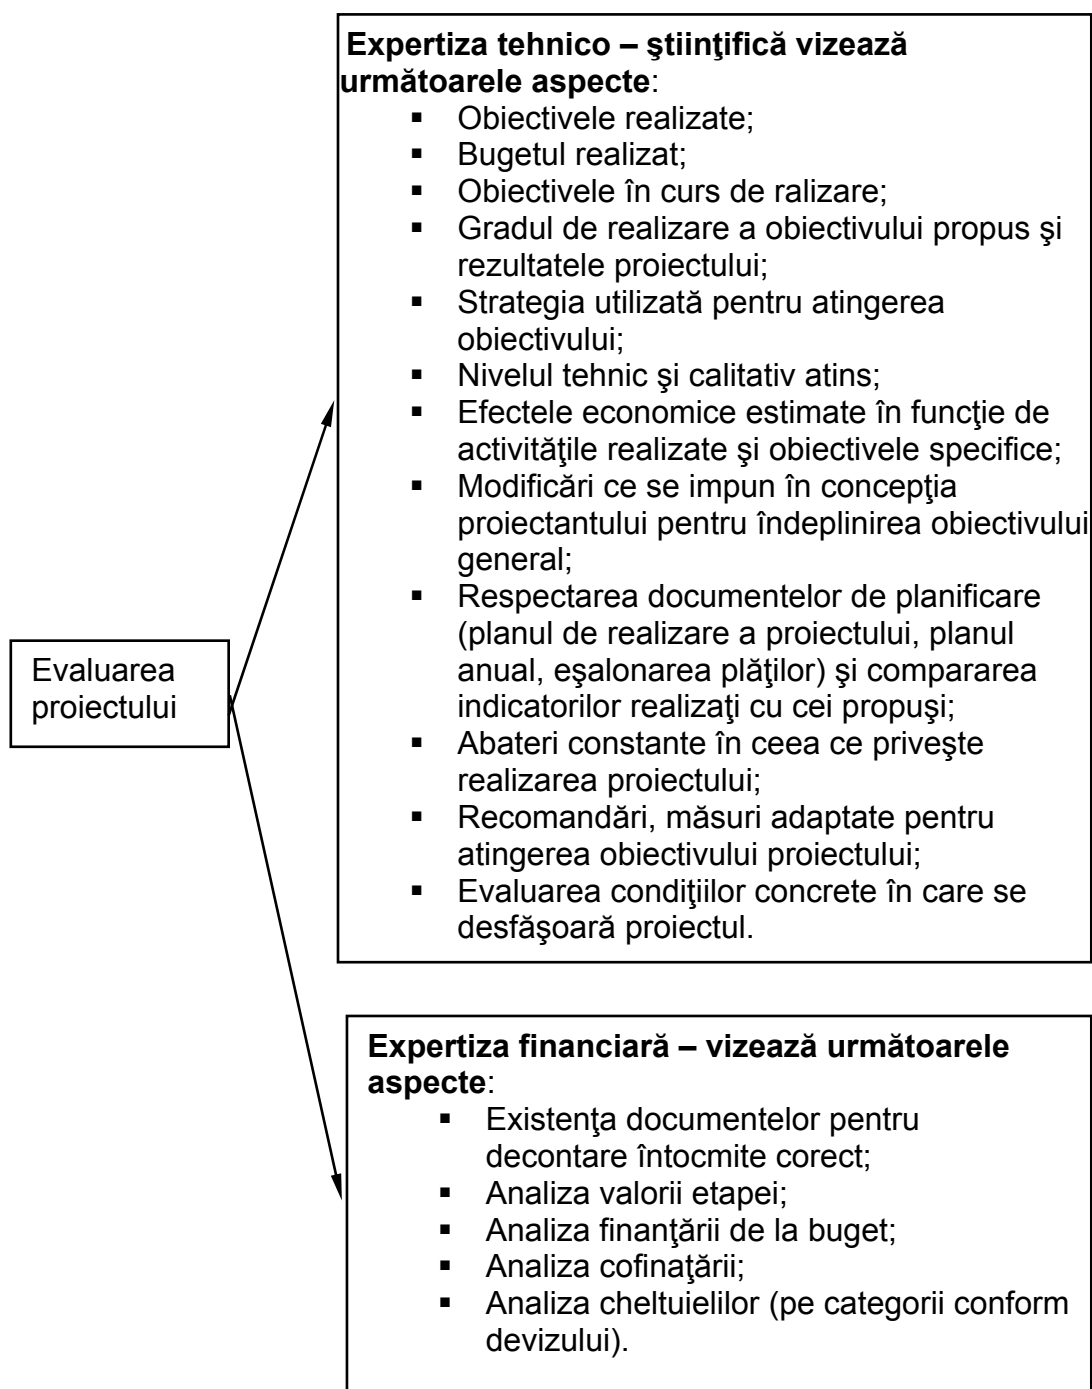 Expertiza tehnico – ştiinţifică vizează
următoarele aspecte:
▪ Obiectivele realizate;
▪ Bugetul realizat;
▪ Obiectivele în curs de ralizare;
▪ Gradul de realizare a obiectivului propus şi
rezultatele proiectului;
▪ Strategia utilizată pentru atingerea
obiectivului;
▪ Nivelul tehnic şi calitativ atins;
▪ Efectele economice estimate în funcţie de
activităţile realizate şi obiectivele specifice;
▪ Modificări ce se impun în concepţia
proiectantului pentru îndeplinirea obiectivului
general;
▪ Respectarea documentelor de planificare
(planul de realizare a proiectului, planul
anual, eşalonarea plăţilor) şi compararea
indicatorilor realizaţi cu cei propuşi;
▪ Abateri constante în ceea ce priveşte
realizarea proiectului;
▪ Recomandări, măsuri adaptate pentru
atingerea obiectivului proiectului;
▪ Evaluarea condiţiilor concrete în care se
desfăşoară proiectul.
Evaluarea
proiectului
Expertiza financiară – vizează următoarele
aspecte:
▪ Existenţa documentelor pentru
decontare întocmite corect;
▪ Analiza valorii etapei;
▪ Analiza finanţării de la buget;
▪ Analiza cofinaţării;
▪ Analiza cheltuielilor (pe categorii conform
devizului).